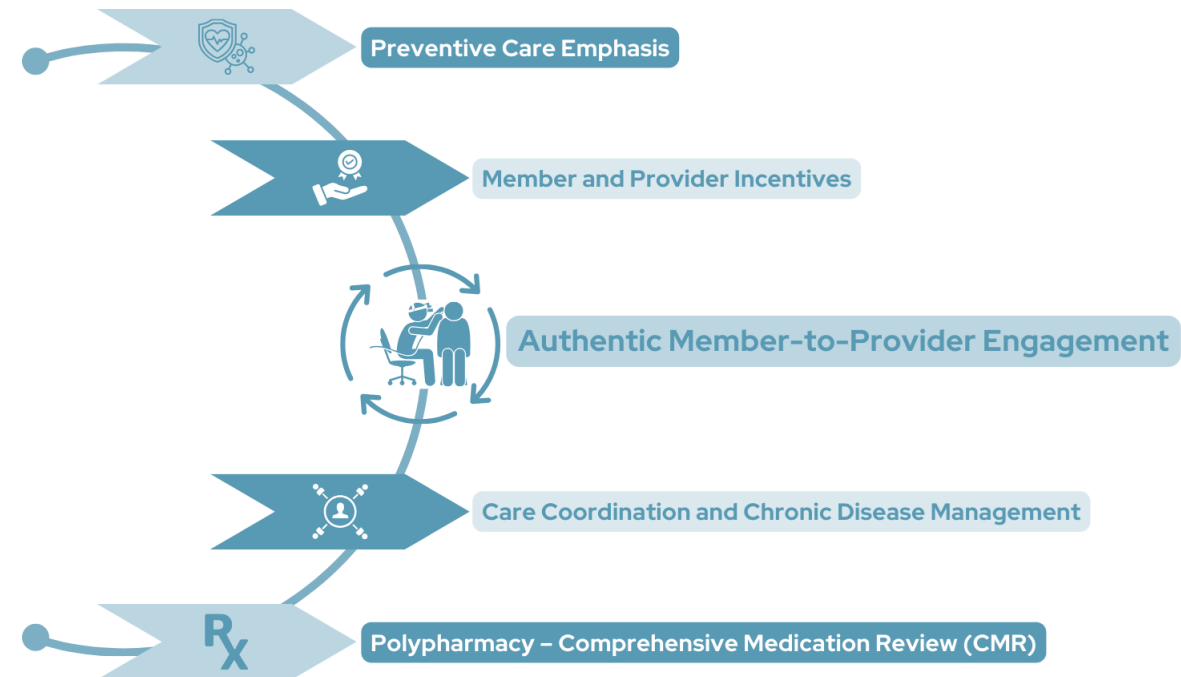 Preventive Care Emphasis
Member and Provider Incentives
Authentic Member-to-Provider Engagement
Care Coordination and Chronic Disease Management
Rx
Polypharmacy – Comprehensive Medication Review (CMR)